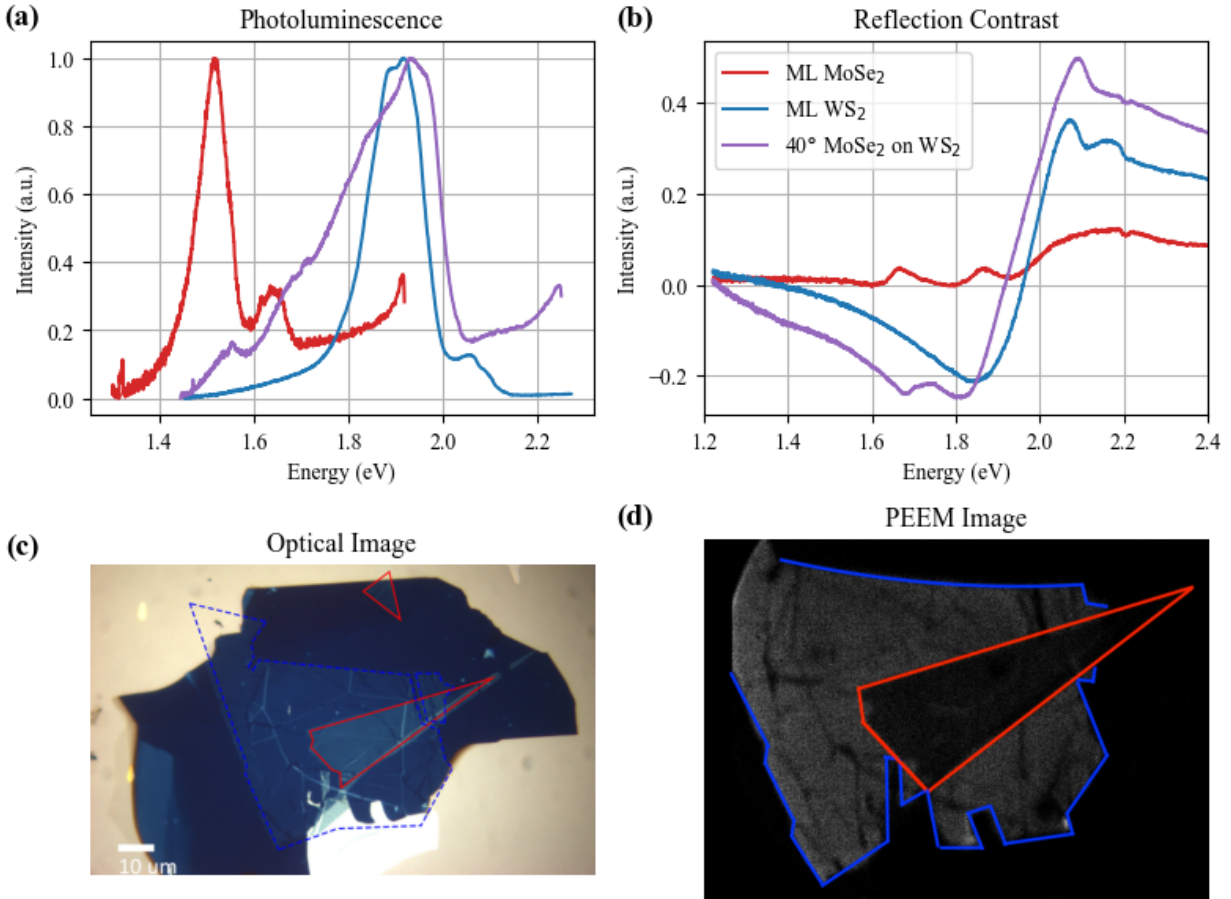 (a)
Photoluminescence
Intensity (a.u.)
1.0
0.8
0.6
0.4
0.2
0.0
1.4 1.6 1.8 2.0 2.2
Energy (eV)
(b)
Reflection Contrast
Intensity (a.u.)
0.4
0.2
0.0
−0.2
ML MoSe₂
ML WS₂
40° MoSe₂ on WS₂
1.2 1.4 1.6 1.8 2.0 2.2 2.4
Energy (eV)
(c)
Optical Image
10 um
(d)
PEEM Image